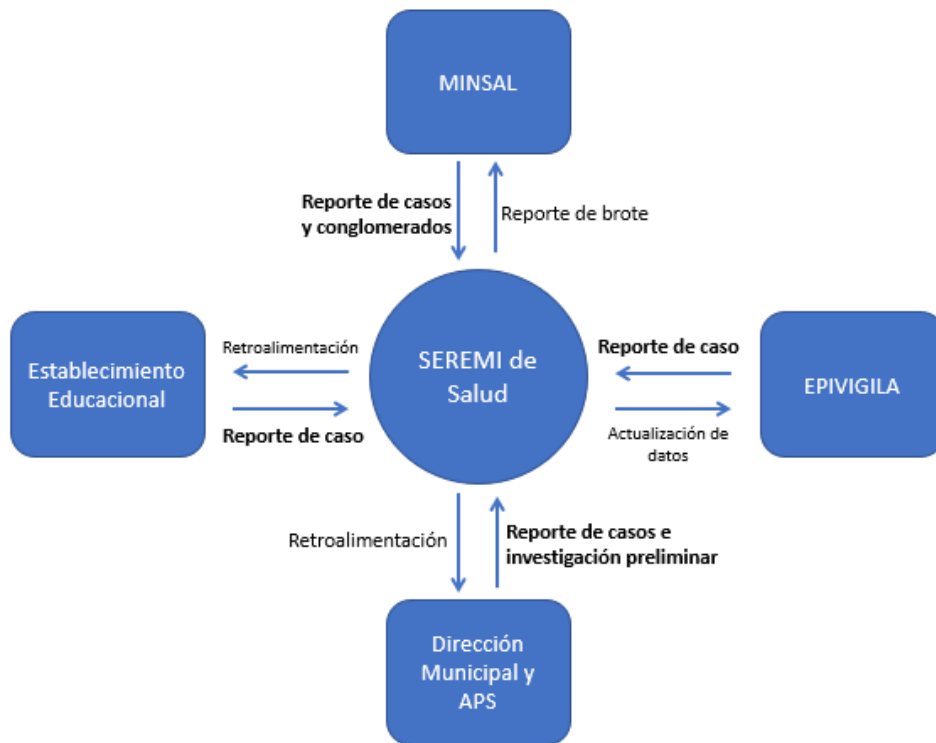 MINSAL
Reporte de casos
y conglomerados
Reporte de brote
Establecimiento
Educacional
Retroalimentación
Reporte de caso
SEREMI de
Salud
Reporte de caso
Actualización de
datos
EPIVIGILA
Retroalimentación
Reporte de casos e
investigación preliminar
Dirección
Municipal y
APS